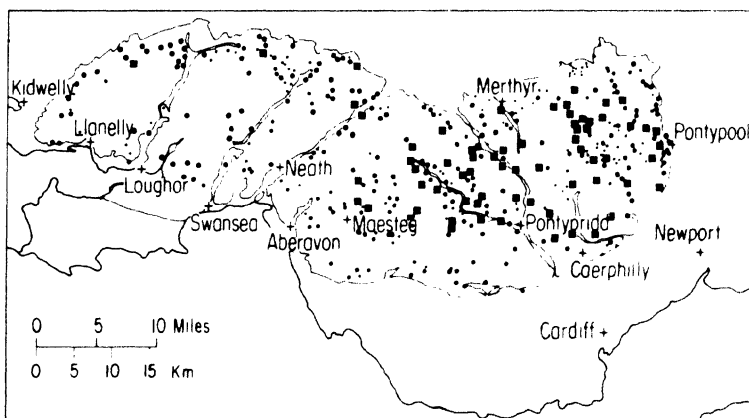 Kidwelly
Merthyr
Llanelly
Pontypool
Neath
Loughor
Swansea
Maesteg
Pontypridd
Newport
Aberavon
Caerphilly
0 5 10 Miles
Cardiff
0 5 10 15 Km